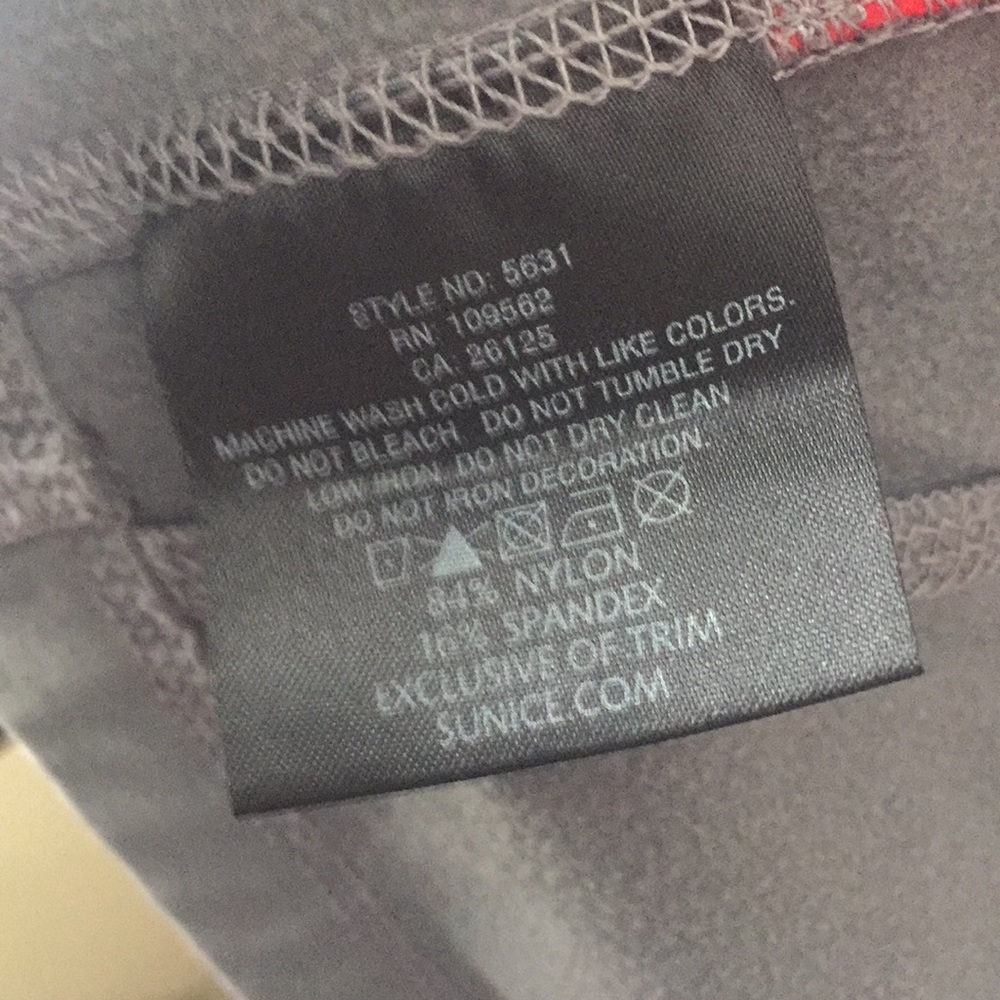 STYLE NO: 5631
RN: 109562
CA: 26125
MACHINE WASH COLD WITH LIKE COLORS.
DO NOT BLEACH. DO NOT TUMBLE DRY
LOW IRON. DO NOT DRY CLEAN
DO NOT IRON DECORATION.
84% NYLON
16% SPANDEX
EXCLUSIVE OF TRIM
SUNICE.COM